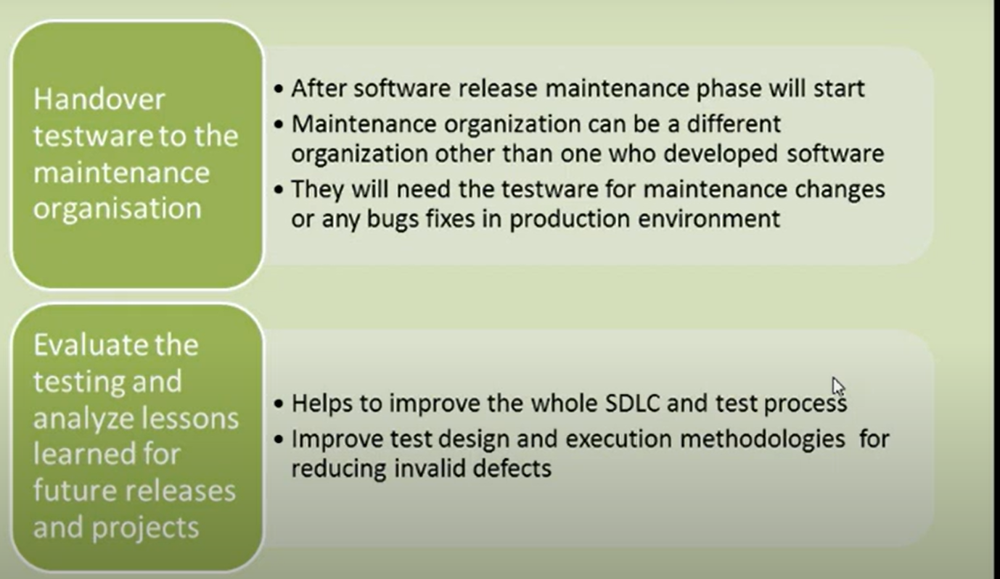 Handover
testware to the
maintenance
organisation
• After software release maintenance phase will start
• Maintenance organization can be a different
organization other than one who developed software
• They will need the testware for maintenance changes
or any bugs fixes in production environment
Evaluate the
testing and
analyze lessons
learned for
future releases
and projects
• Helps to improve the whole SDLC and test process
• Improve test design and execution methodologies for
reducing invalid defects